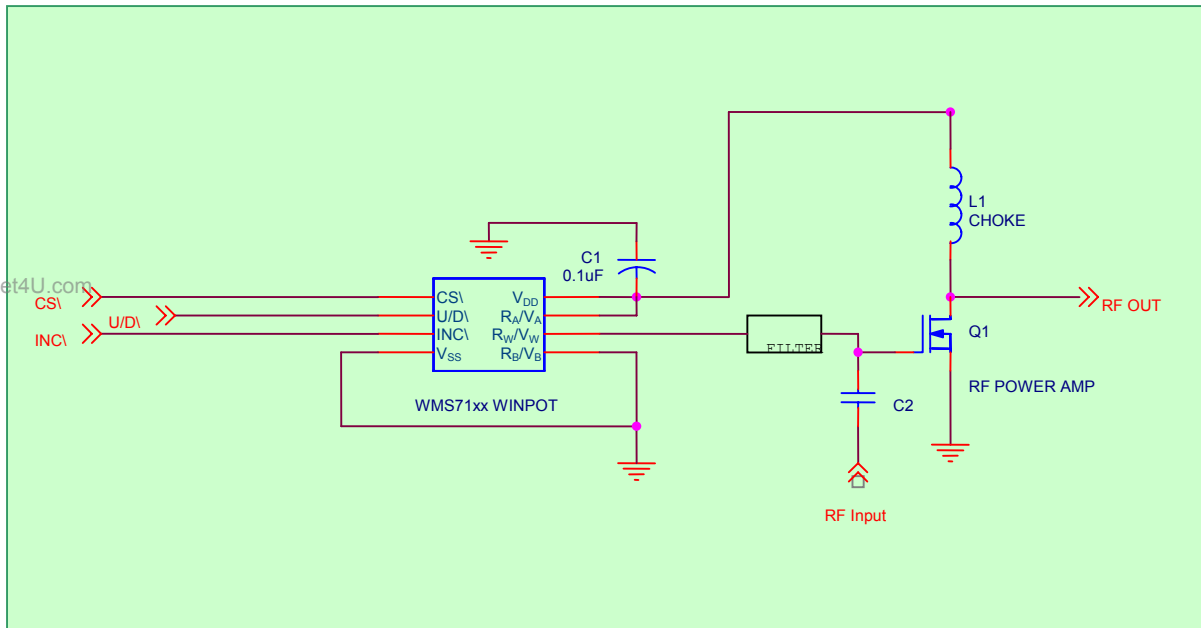 L1
CHOKE
C1
0.1uF
et4U.com
CS\
U/D\
INC\
CS\
U/D\
INC\
VSS
VDD
RA/VA
RW/VW
RB/VB
WMS71xx WINPOT
FILTER
C2
RF Input
RF OUT
Q1
RF POWER AMP